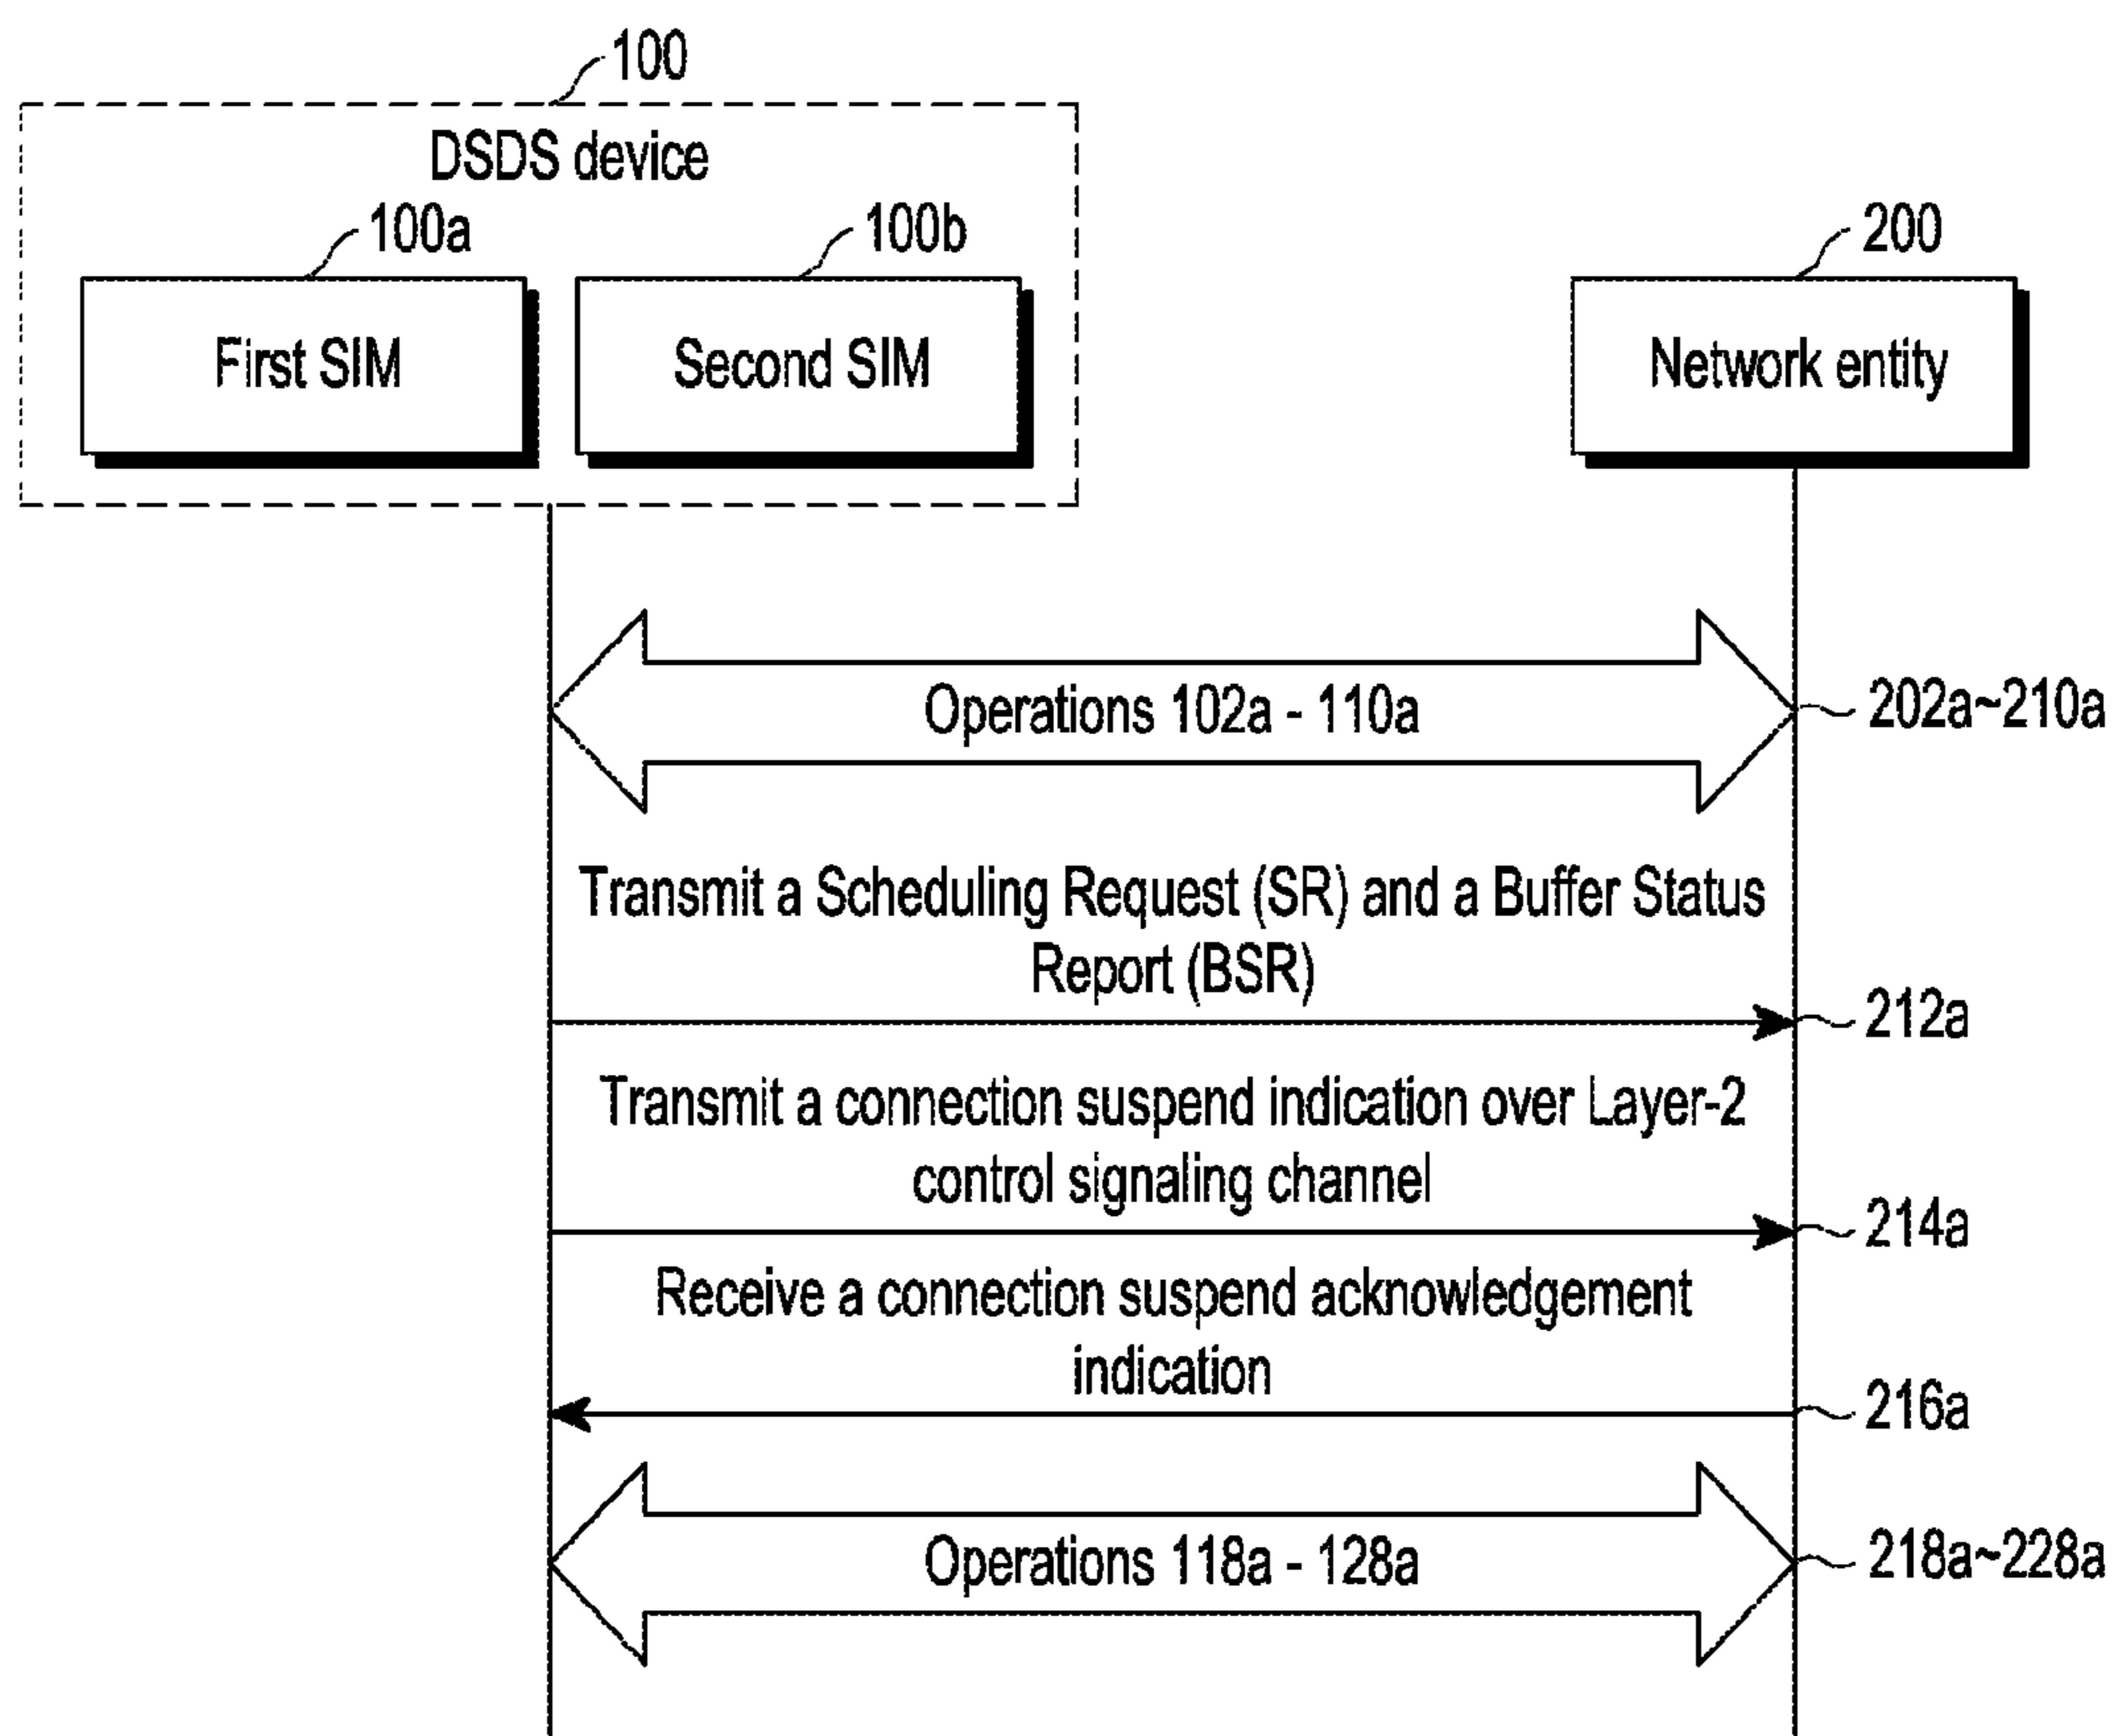 100
DSDS device
100a
100b
200
First SIM
Second SIM
Network entity
Operations 102a - 110a
202a~210a
Transmit a Scheduling Request (SR) and a Buffer Status
Report (BSR)
212a
Transmit a connection suspend indication over Layer-2
control signaling channel
214a
Receive a connection suspend acknowledgement
indication
216a
Operations 118a - 128a
218a~228a